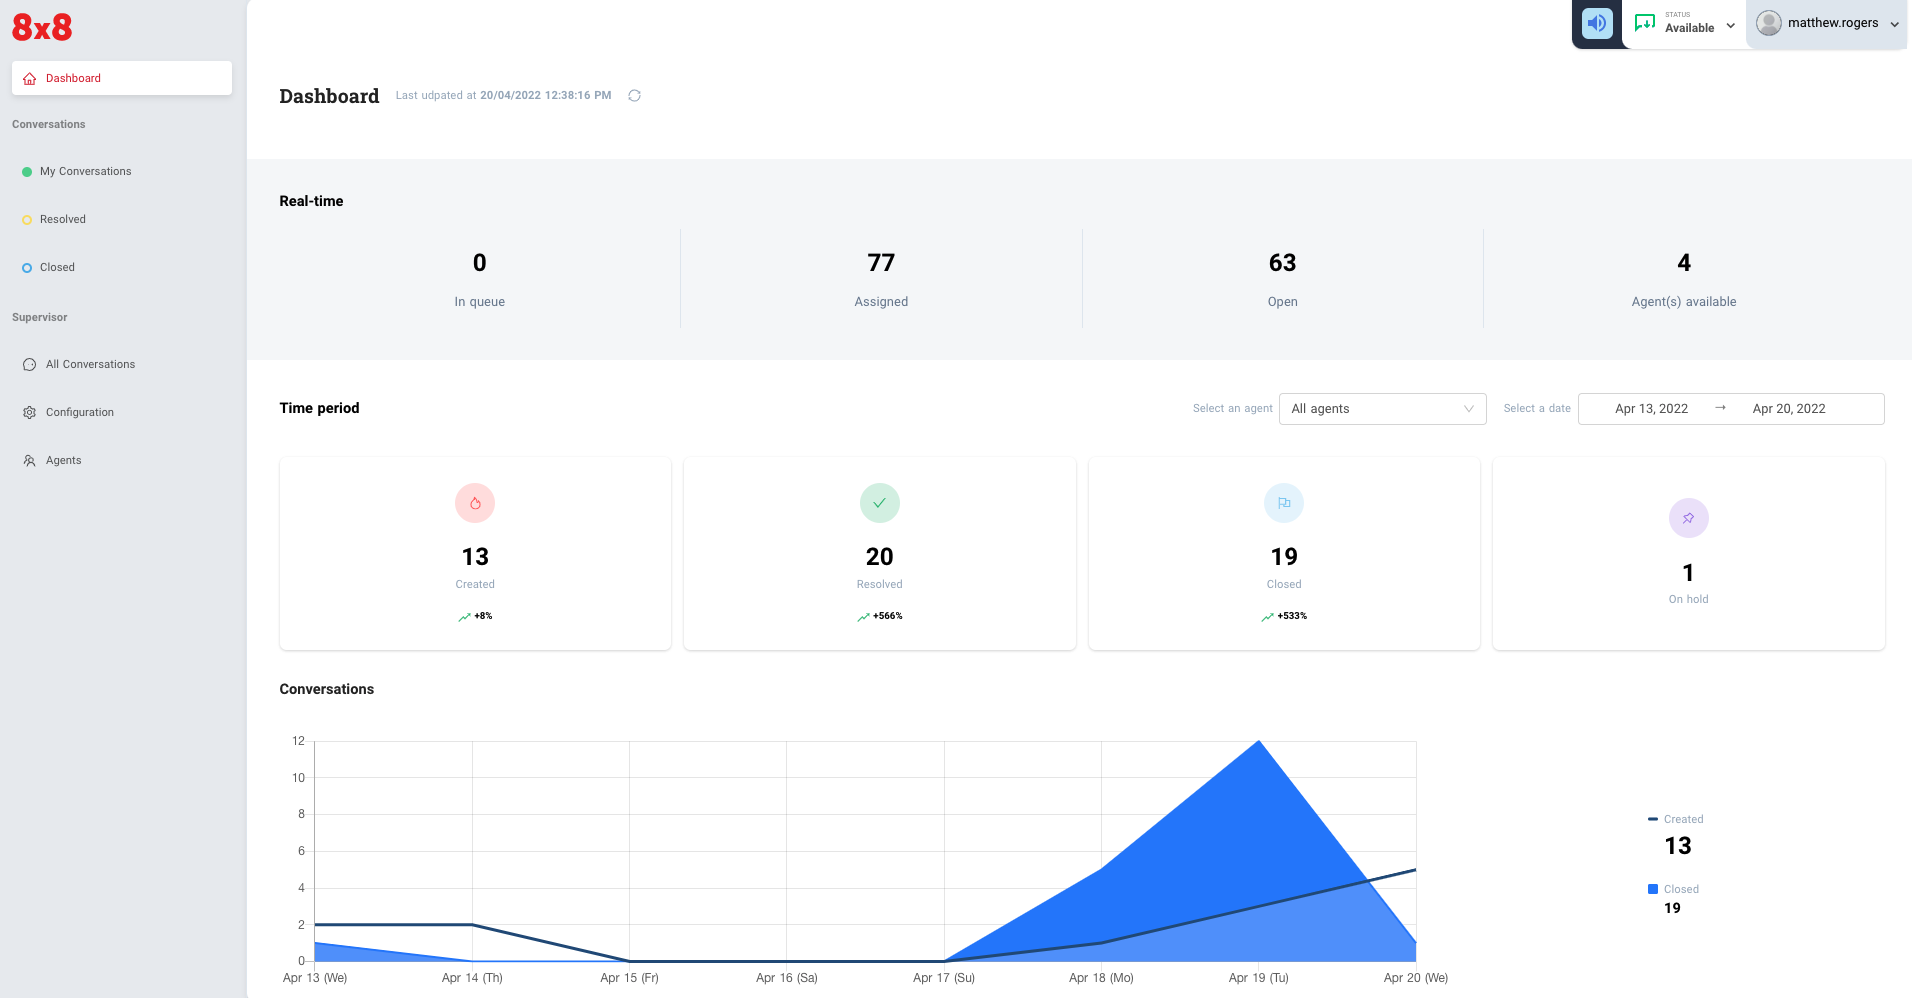 8x8
STATUS
Available
matthew.rogers
Dashboard
Dashboard
Last udpated at 20/04/2022 12:38:16 PM
Conversations
My Conversations
Resolved
Closed
Supervisor
All Conversations
Configuration
Agents
Real-time
0
In queue
77
Assigned
63
Open
4
Agent(s) available
Time period
Select an agent
All agents
Select a date
Apr 13, 2022 → Apr 20, 2022
13
Created
+8%
20
Resolved
+566%
19
Closed
+533%
1
On hold
Conversations
12
10
8
6
4
2
0
Apr 13 (We)
Apr 14 (Th)
Apr 15 (Fr)
Apr 16 (Sa)
Apr 17 (Su)
Apr 18 (Mo)
Apr 19 (Tu)
Apr 20 (We)
Created
13
Closed
19